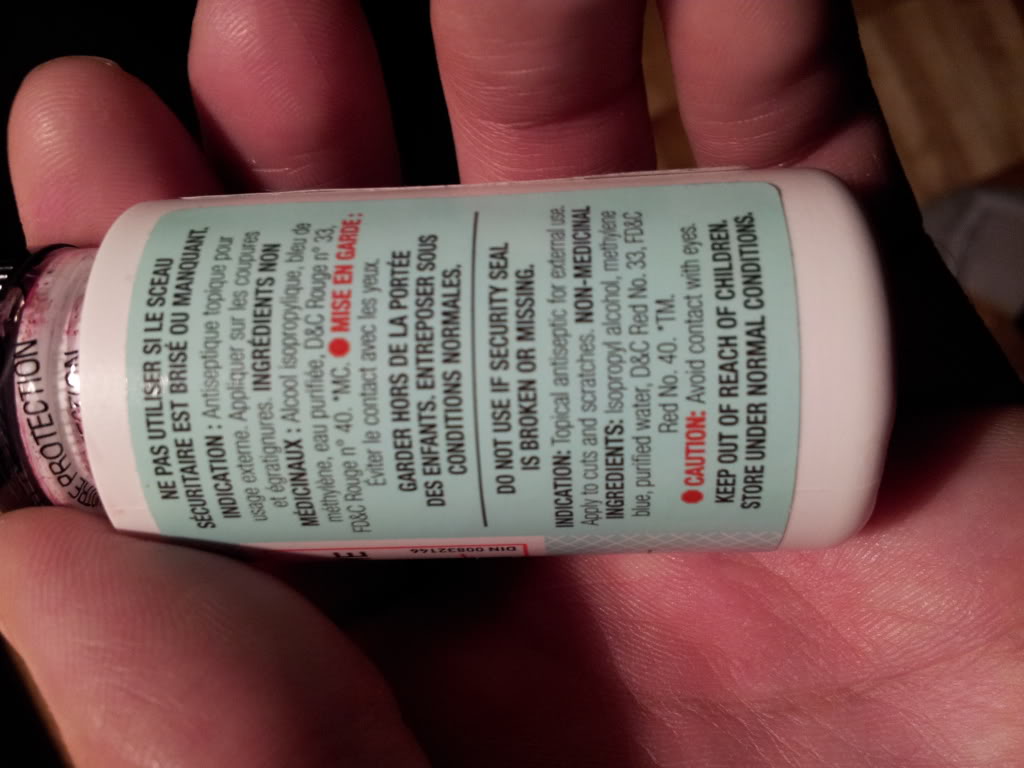 NE PAS UTILISER SI LE SCEAU
SÉCURITAIRE EST BRISÉ OU MANQUANT.
INDICATION : Antiseptique topique pour
usage externe. Appliquer sur les coupures
et égratignures. INGRÉDIENTS NON
MÉDICINAUX : Alcool isopropylique, bleu de
méthylène, eau purifiée, D&C Rouge n° 33,
FD&C Rouge n° 40. *MC. ● MISE EN GARDE :
Éviter le contact avec les yeux.
GARDER HORS DE LA PORTÉE
DES ENFANTS. ENTREPOSER SOUS
CONDITIONS NORMALES.
DO NOT USE IF SECURITY SEAL
IS BROKEN OR MISSING.
INDICATION: Topical antiseptic for external use.
Apply to cuts and scratches. NON-MEDICINAL
INGREDIENTS: Isopropyl alcohol, methylene
blue, purified water, D&C Red No. 33, FD&C
Red No. 40. *TM.
● CAUTION: Avoid contact with eyes.
KEEP OUT OF REACH OF CHILDREN.
STORE UNDER NORMAL CONDITIONS.
PROTECTION
DIN 00832146